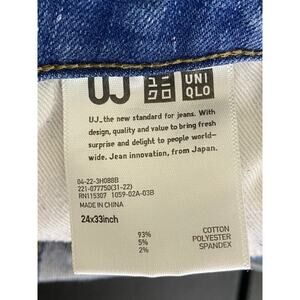 UJ ユニクロ UNI QLO
UJ_the new standard for jeans. With
design, quality and value to bring fresh
surprise and delight to people world-
wide. Jean innovation, from Japan.
04-22-3H088B
221-077750(31-22)
RN115307 1059-02A-03B
MADE IN CHINA
24x33inch
93% COTTON
5% POLYESTER
2% SPANDEX